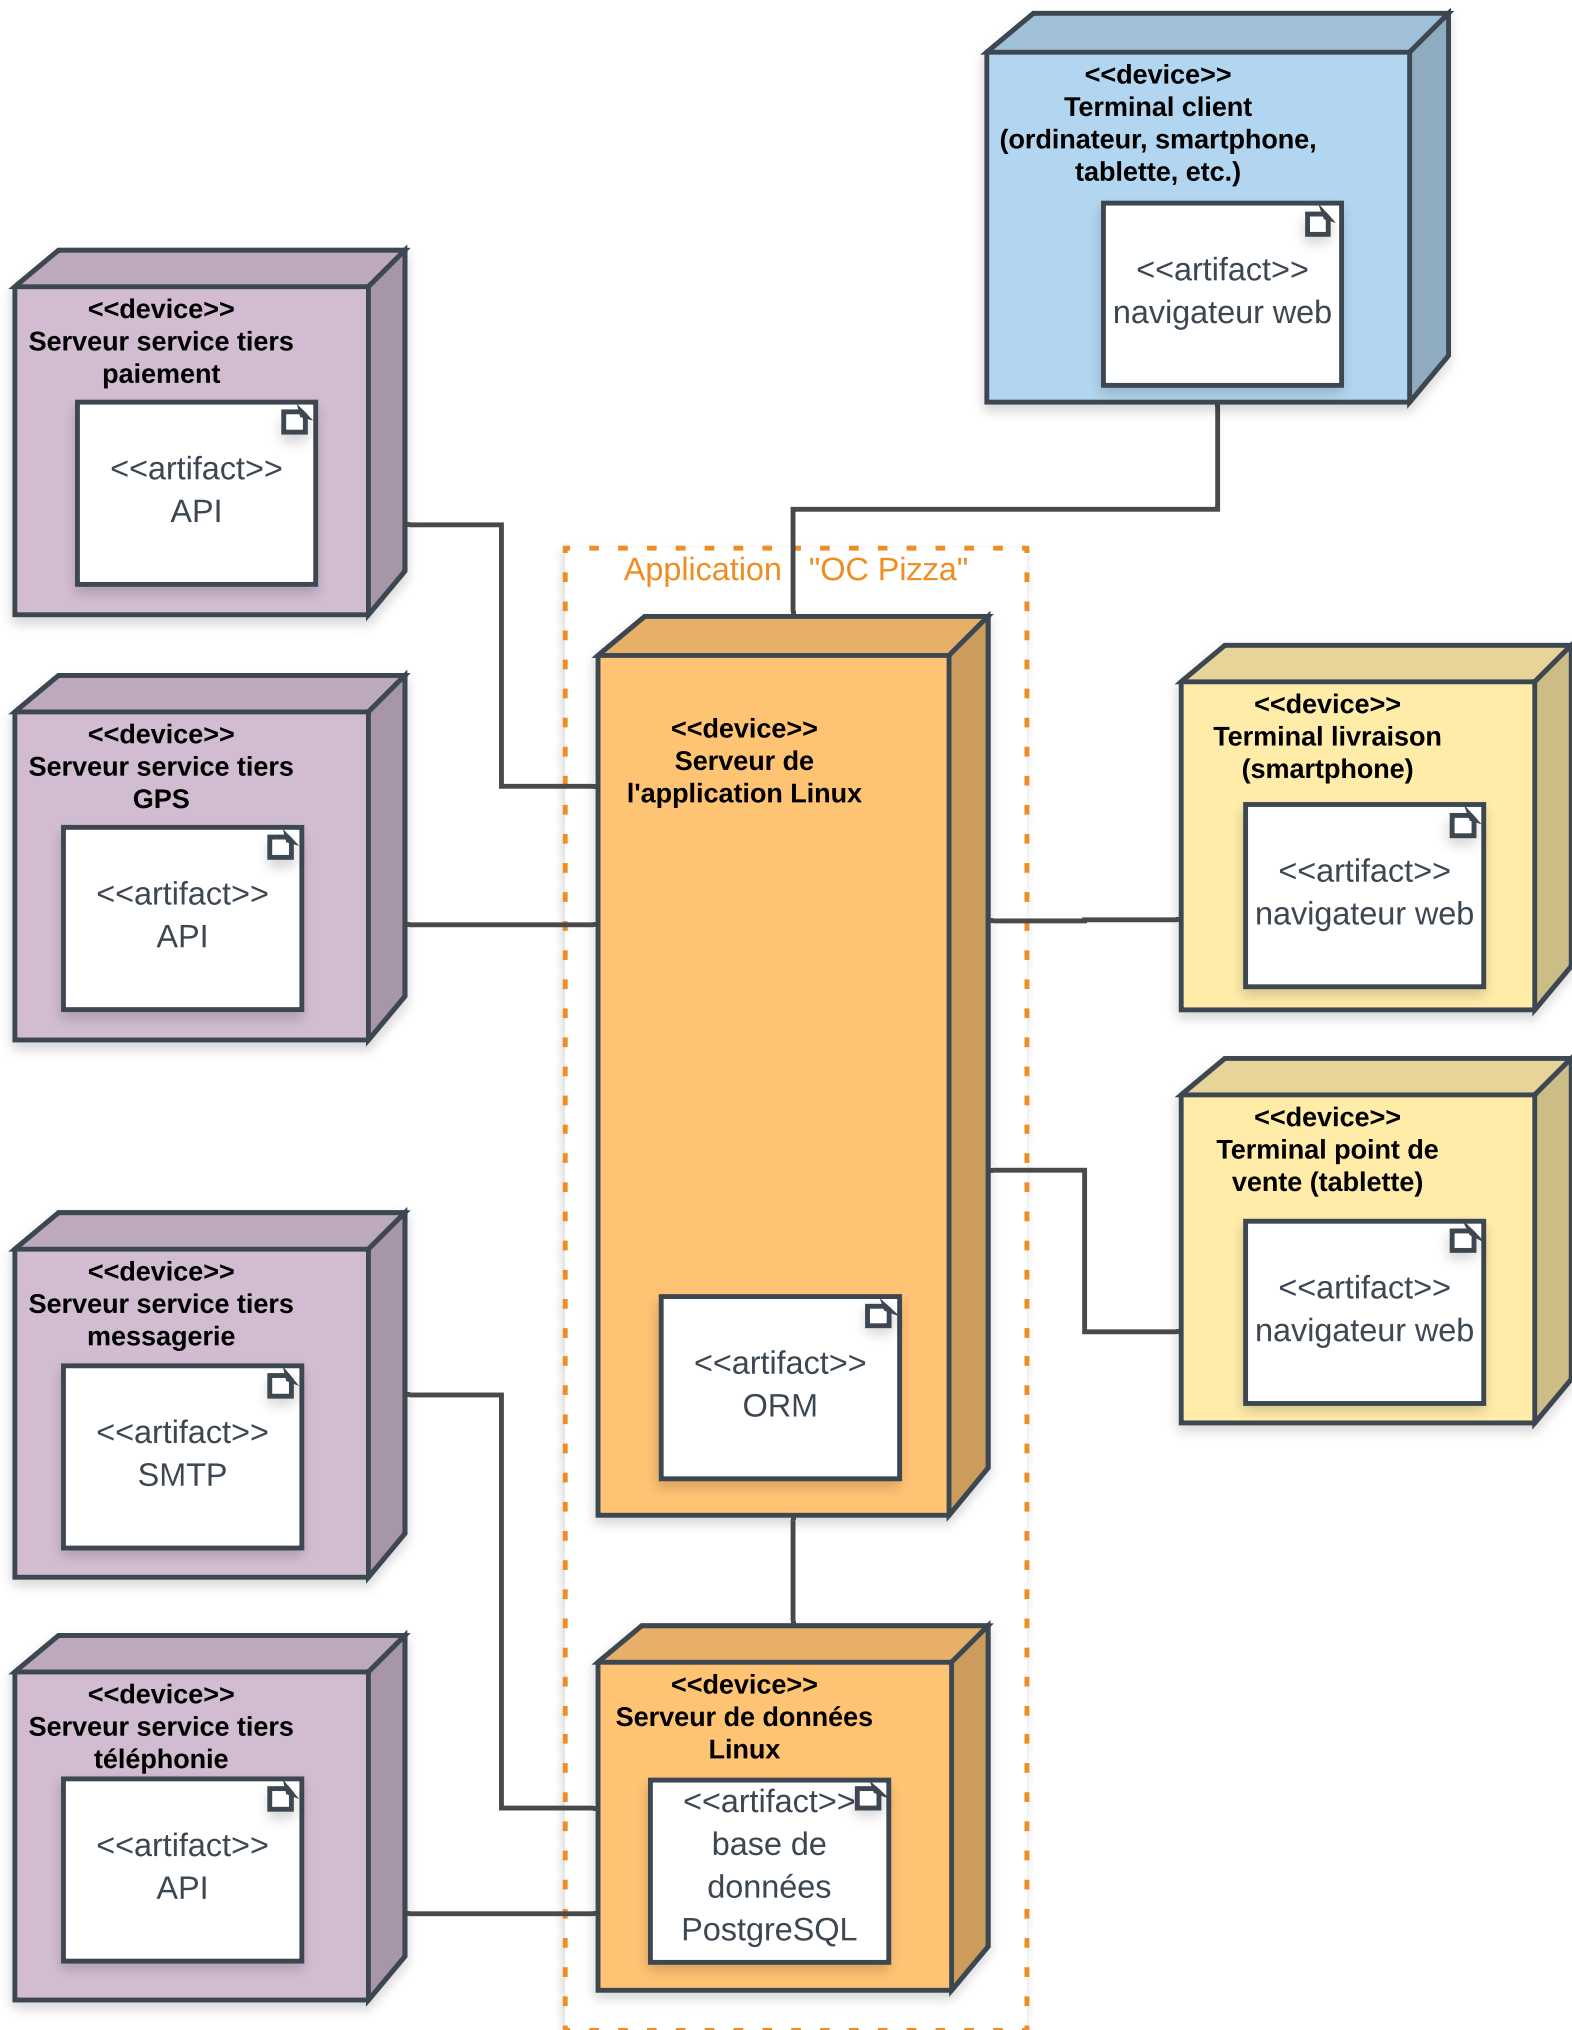 <<device>>
Terminal client
(ordinateur, smartphone,
tablette, etc.)
<<artifact>>
navigateur web
<<device>>
Serveur service tiers
paiement
<<artifact>>
API
Application "OC Pizza"
<<device>>
Serveur service tiers
GPS
<<artifact>>
API
<<device>>
Serveur de
l'application Linux
<<artifact>>
ORM
<<device>>
Terminal livraison
(smartphone)
<<artifact>>
navigateur web
<<device>>
Terminal point de
vente (tablette)
<<artifact>>
navigateur web
<<device>>
Serveur service tiers
messagerie
<<artifact>>
SMTP
<<device>>
Serveur service tiers
téléphonie
<<artifact>>
API
<<device>>
Serveur de données
Linux
<<artifact>>
base de
données
PostgreSQL